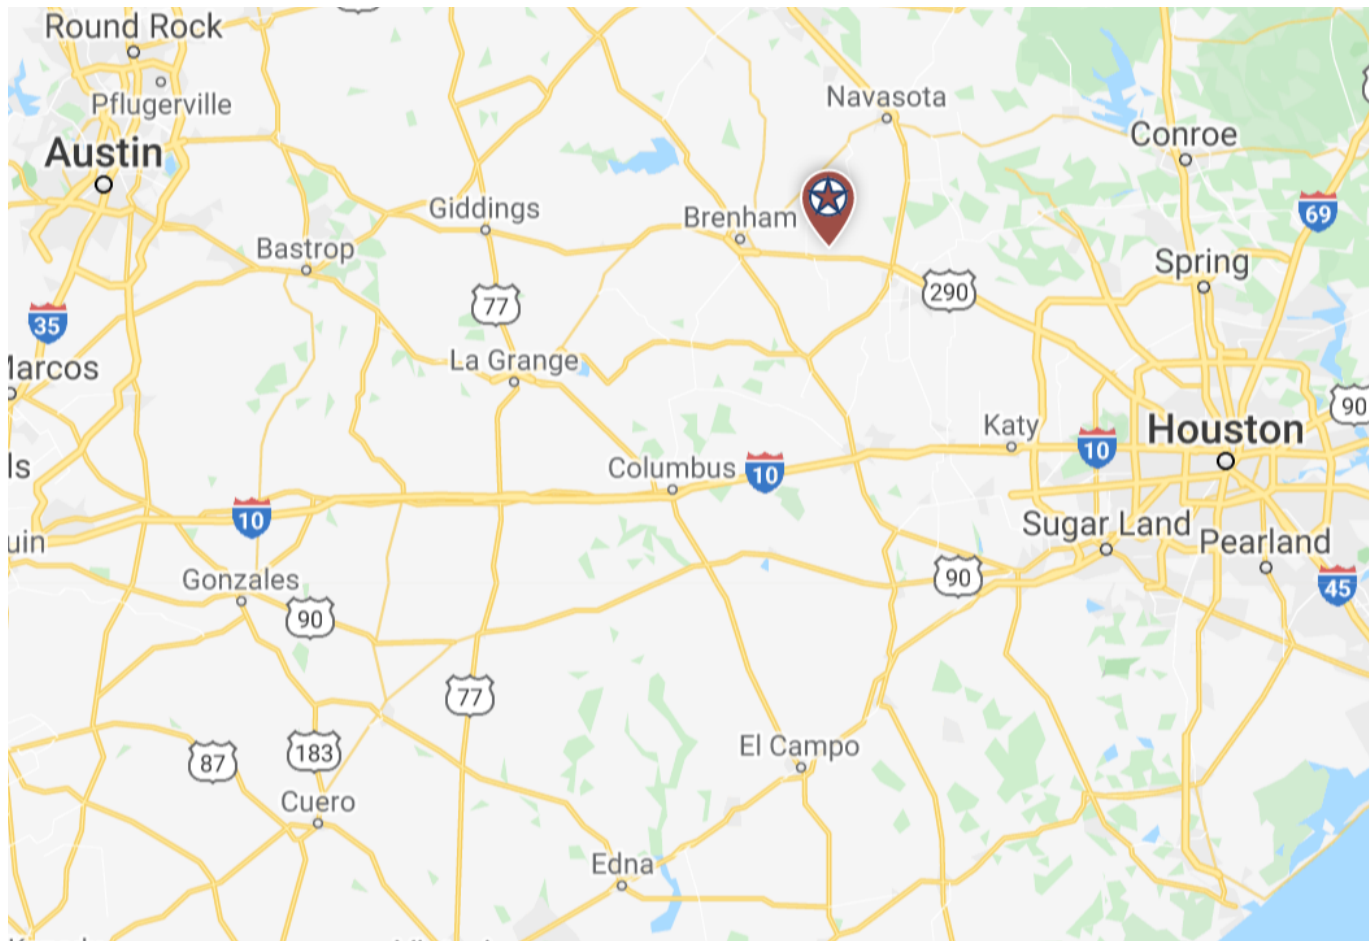 Round Rock
Pflugerville
Navasota
Conroe
Austin
69
Giddings
Brenham
Bastrop
Spring
77
290
35
La Grange
Marcos
90
Katy
Houston
10
Columbus
10
ls
10
Sugar Land
Pearland
uin
Gonzales
90
45
90
77
El Campo
87
183
Cuero
Edna